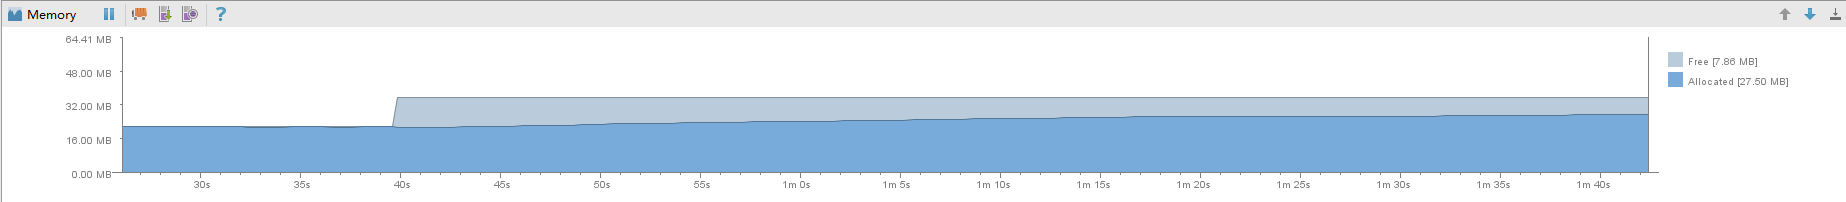 Memory ?
64.41 MB
48.00 MB
32.00 MB
16.00 MB
0.00 MB
Free [7.86 MB]
Allocated [27.50 MB]
30s 35s 40s 45s 50s 55s 1m 0s 1m 5s 1m 10s 1m 15s 1m 20s 1m 25s 1m 30s 1m 35s 1m 40s